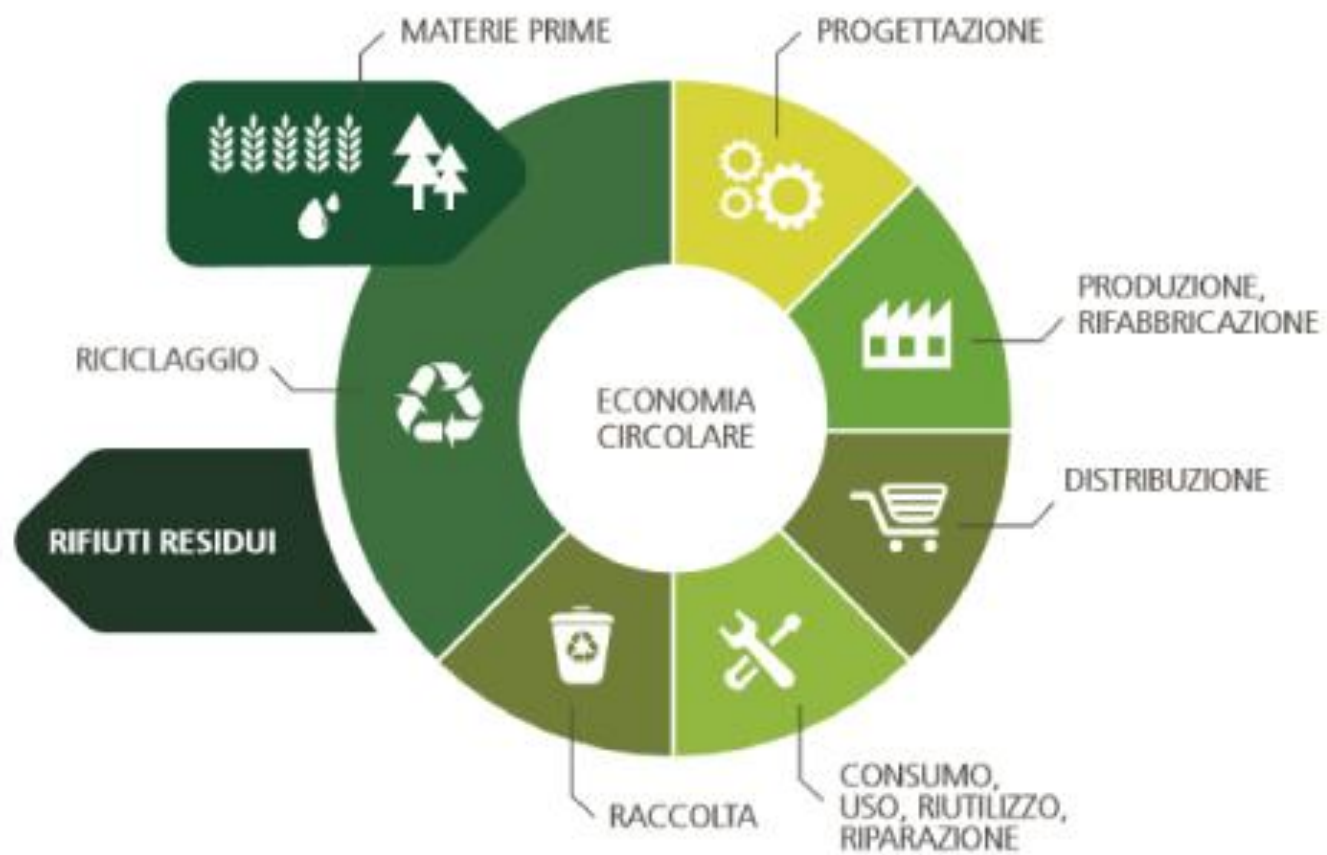 MATERIE PRIME
PROGETTAZIONE
PRODUZIONE,
RIFABBRICAZIONE
RICICLAGGIO
ECONOMIA
CIRCOLARE
DISTRIBUZIONE
RIFIUTI RESIDUI
CONSUMO,
USO, RIUTILIZZO,
RIPARAZIONE
RACCOLTA